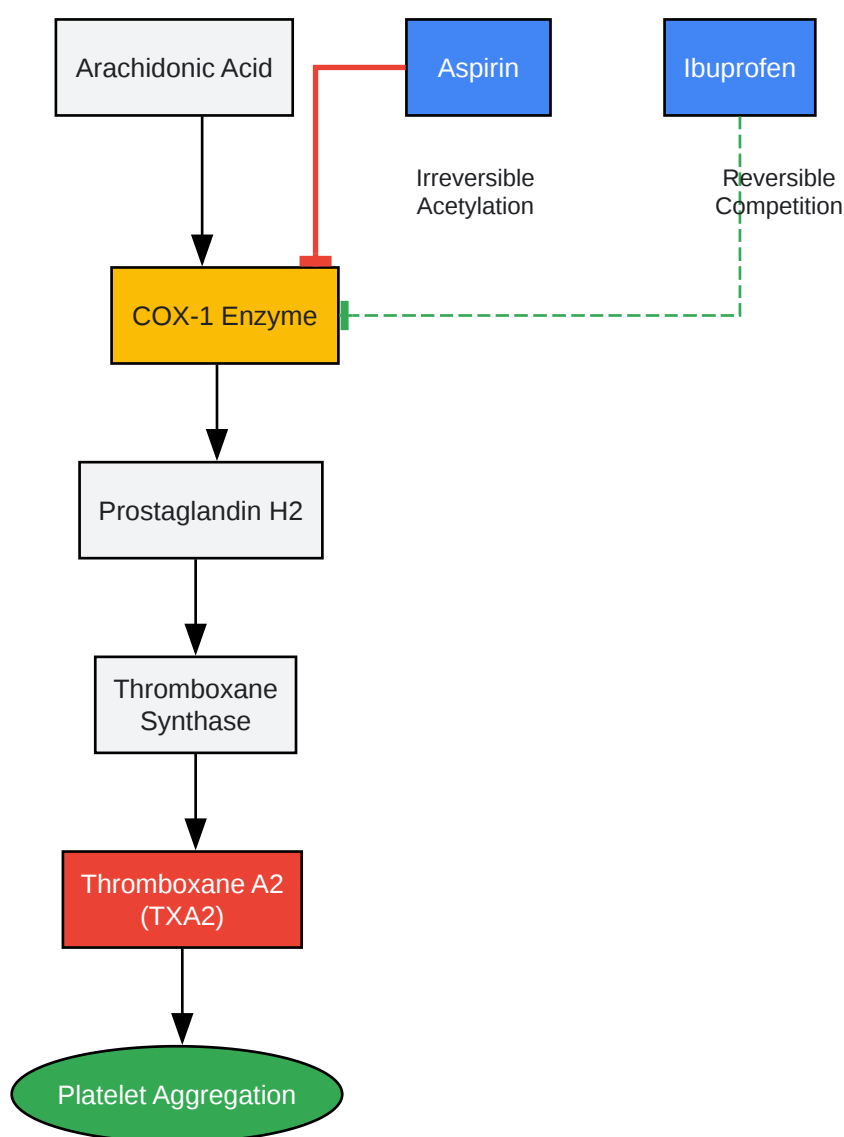 Arachidonic Acid
Aspirin
Ibuprofen
Irreversible
Acetylation
Reversible
Competition
COX-1 Enzyme
Prostaglandin H2
Thromboxane
Synthase
Thromboxane A2
(TXA2)
Platelet Aggregation